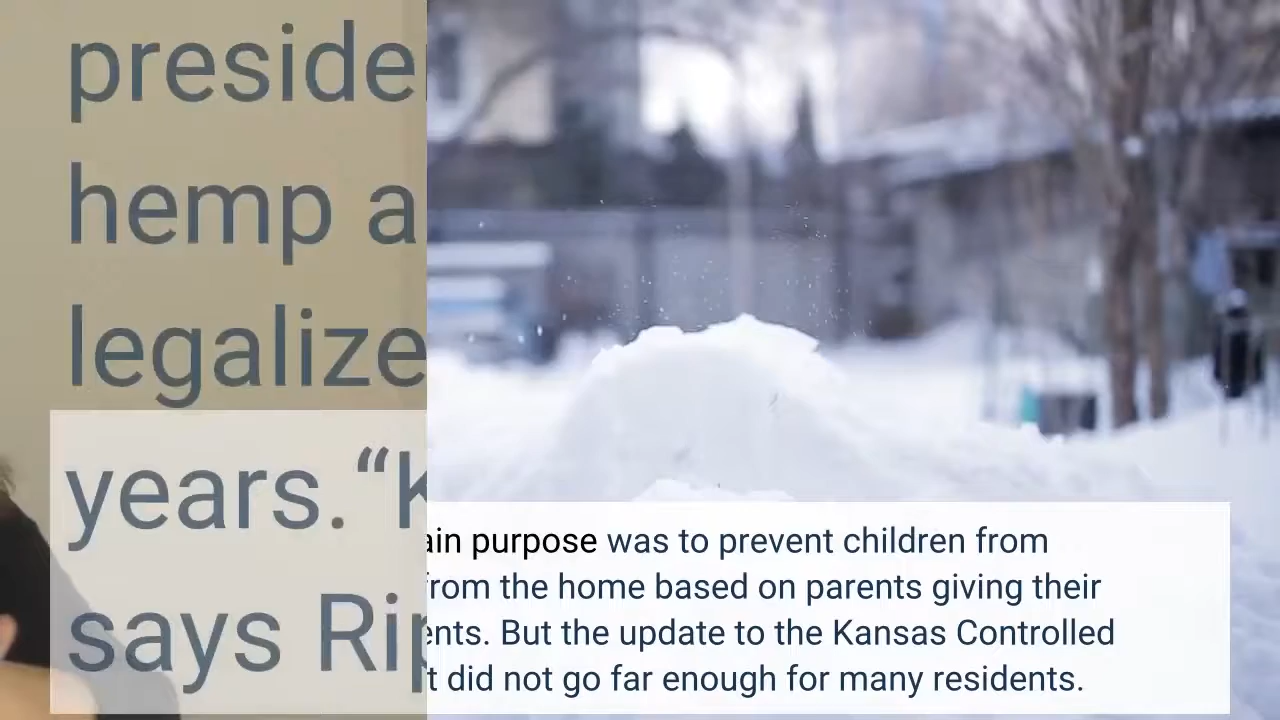 preside
hemp a
legalize
years. “K
says Rip
ain purpose was to prevent children from
from the home based on parents giving their
ents. But the update to the Kansas Controlled
t did not go far enough for many residents.